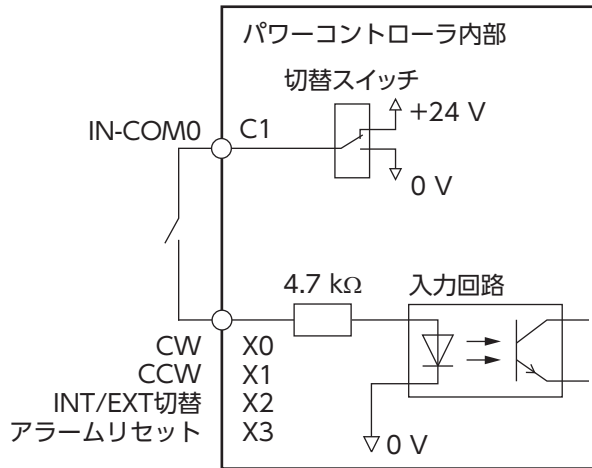 パワーコントローラ内部
切替スイッチ
+24 V
IN-COM0 C1
0 V
4.7 kΩ 入力回路
CW X0
CCW X1
INT/EXT切替 X2
アラームリセット X3
0 V